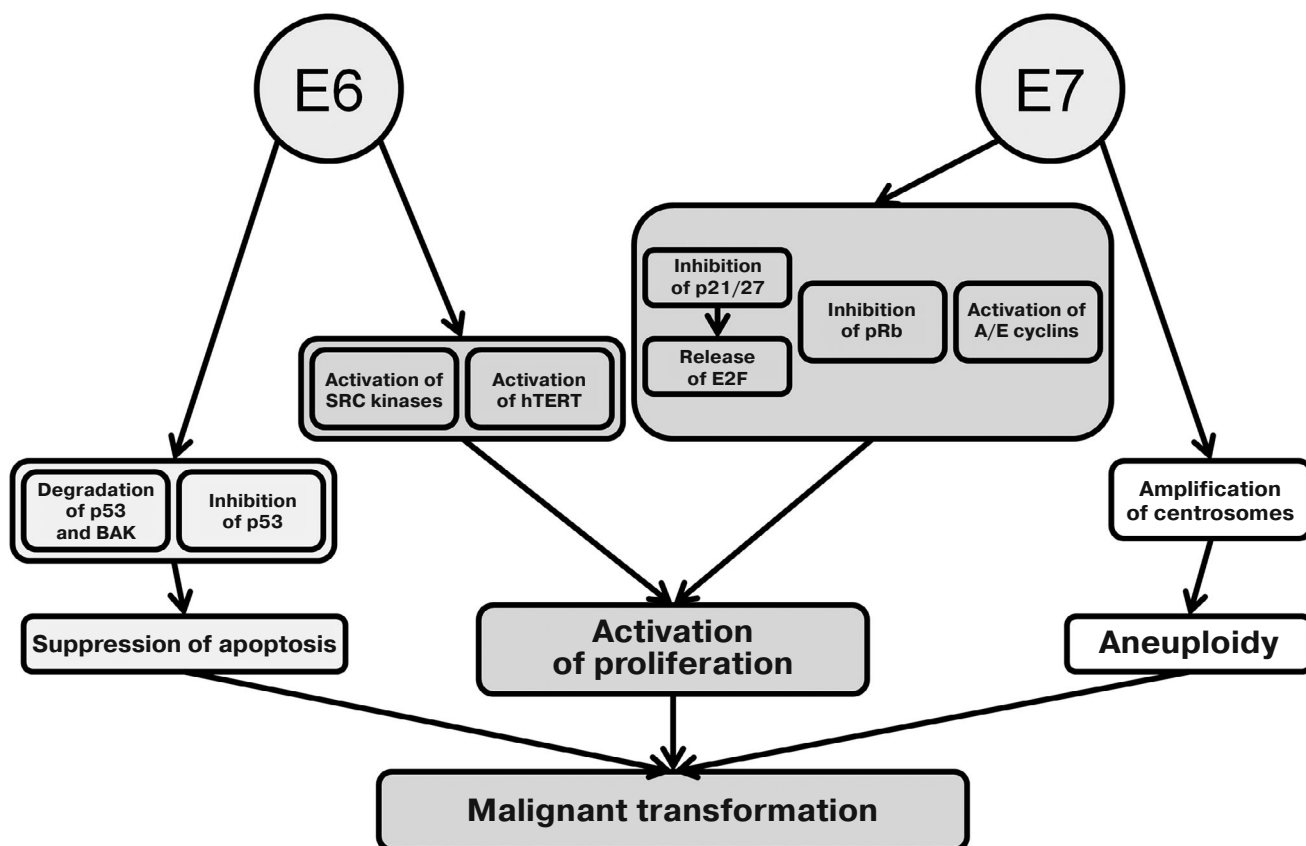 E6
E7
Inhibition
of p21/27
Release
of E2F
Inhibition
of pRb
Activation of
A/E cyclins
Activation of
SRC kinases
Activation
of hTERT
Degradation
of p53
and BAK
Inhibition
of p53
Amplification
of centrosomes
Suppression of apoptosis
Activation
of proliferation
Aneuploidy
Malignant transformation